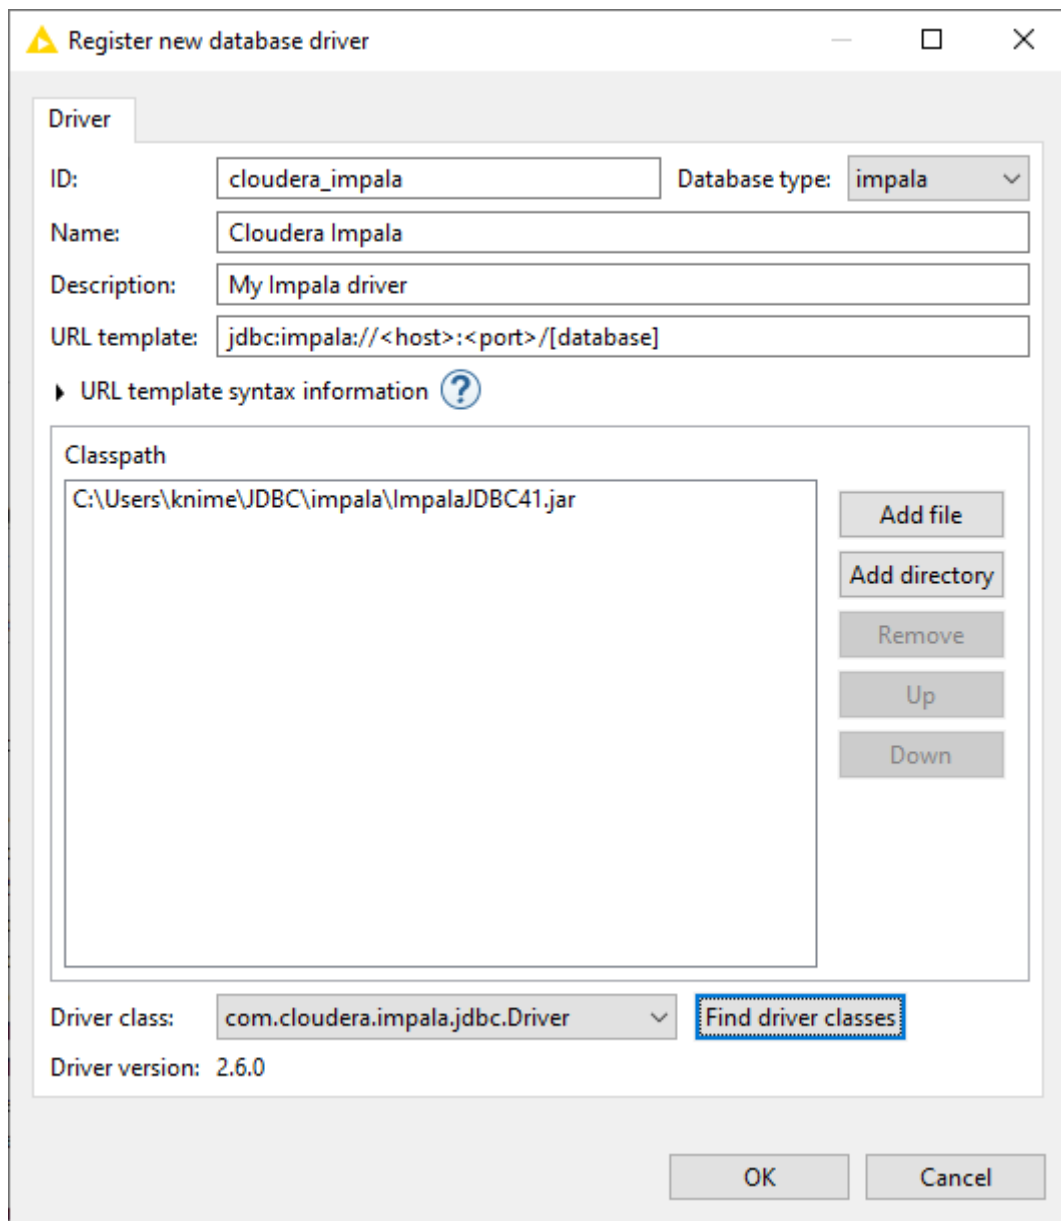 Register new database driver
Driver
ID: cloudera_impala Database type: impala
Name: Cloudera Impala
Description: My Impala driver
URL template: jdbc:impala://<host>:<port>/[database]
URL template syntax information ?
Classpath
C:\Users\knime\JDBC\impala\ImpalaJDBC41.jar
Add file
Add directory
Remove
Up
Down
Driver class: com.cloudera.impala.jdbc.Driver Find driver classes
Driver version: 2.6.0
OK Cancel